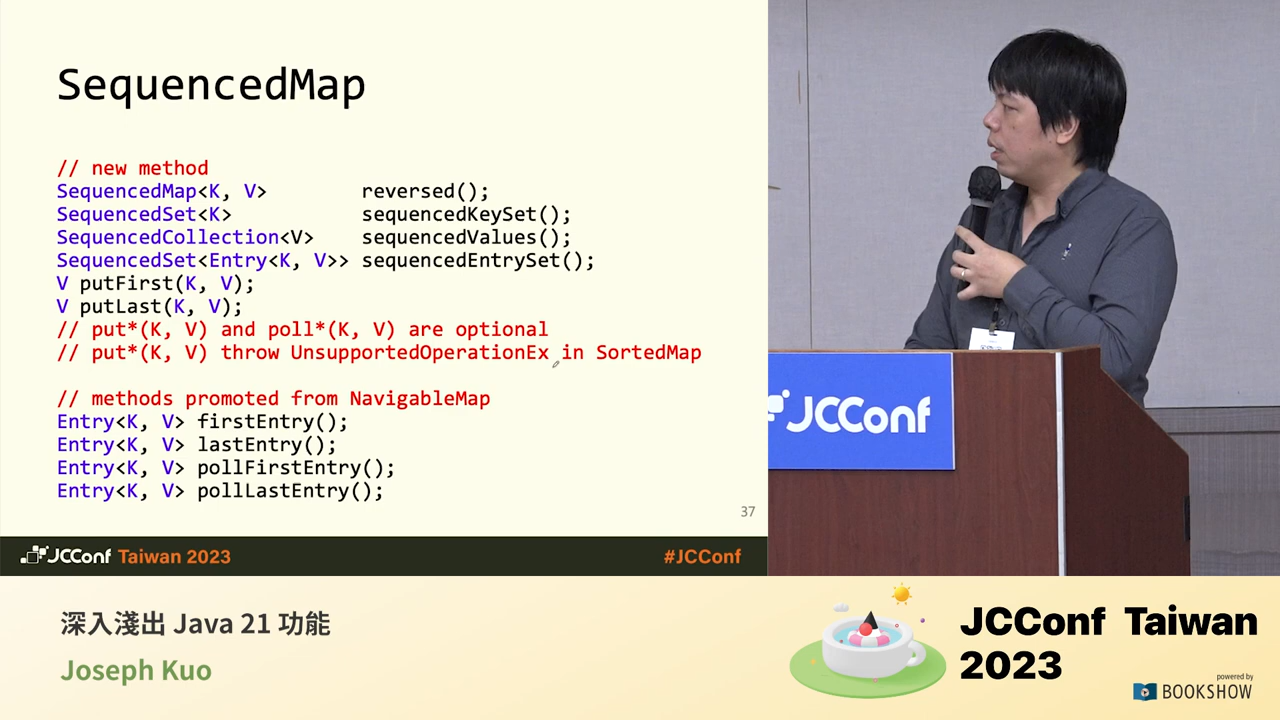 SequencedMap
// new method
SequencedMap<K, V> reversed();
SequencedSet<K> sequencedKeySet();
SequencedCollection<V> sequencedValues();
SequencedSet<Entry<K, V>> sequencedEntrySet();
V putFirst(K, V);
V putLast(K, V);
// put*(K, V) and poll*(K, V) are optional
// put*(K, V) throw UnsupportedOperationEx in SortedMap
// methods promoted from NavigableMap
Entry<K, V> firstEntry();
Entry<K, V> lastEntry();
Entry<K, V> pollFirstEntry();
Entry<K, V> pollLastEntry();
37
JCConf Taiwan 2023
#JCConf
JCConf
深入淺出 Java 21 功能
Joseph Kuo
JCConf Taiwan
2023
powered by
BOOKSHOW